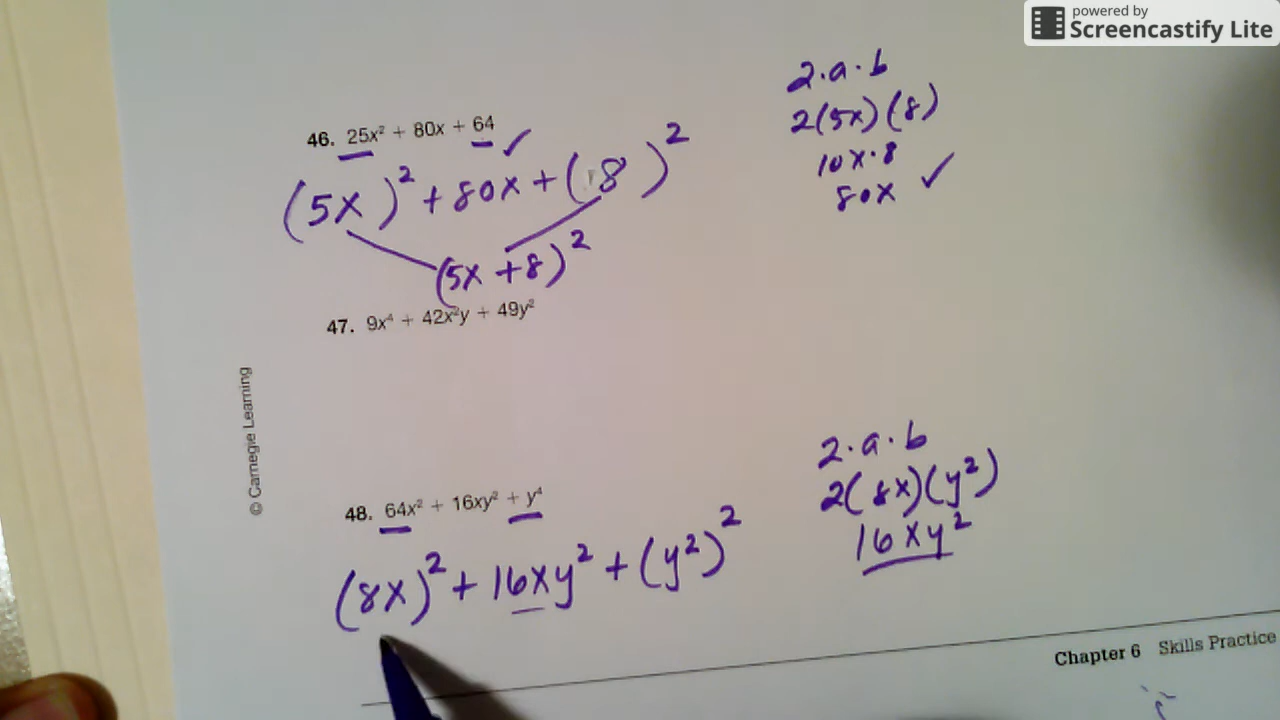 powered by
Screencastify Lite
46. 25x² + 80x + 64 ✓
(5x)² + 80x + (8)²
(5x + 8)²
2·a·b
2(5x)(8)
10x·8
80x ✓
47. 9x⁴ + 42x²y + 49y²
© Carnegie Learning
48. 64x² + 16xy² + y⁴
(8x)² + 16xy² + (y²)²
2·a·b
2(8x)(y²)
16xy²
Chapter 6 Skills Practice